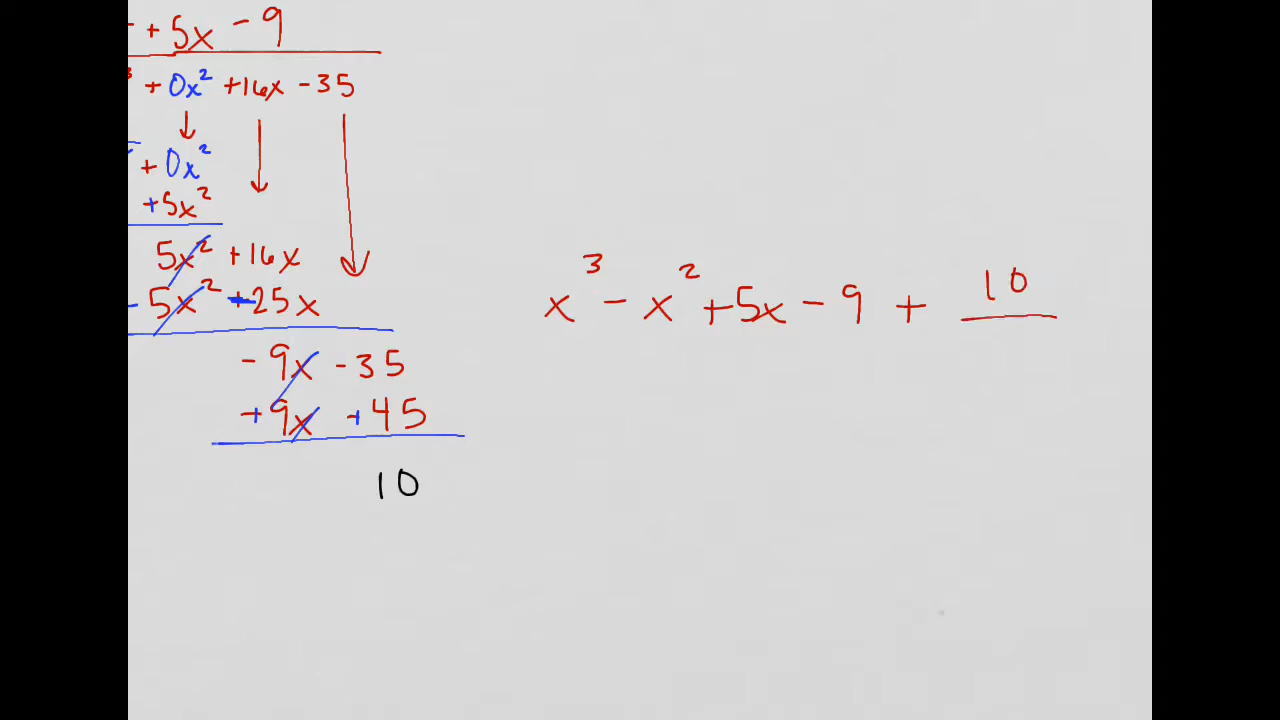 + 5x - 9
3 + 0x² + 16x - 35
+ 0x²
+ 5x²
5x² + 16x
- 5x² - 25x
x³ - x² + 5x - 9 + 10
- 9x - 35
+ 9x + 45
10